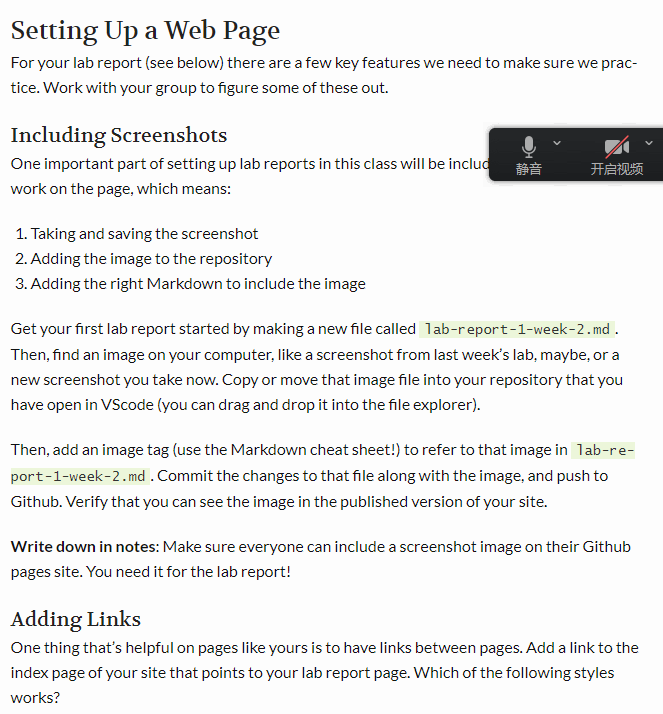 Setting Up a Web Page
For your lab report (see below) there are a few key features we need to make sure we prac-
tice. Work with your group to figure some of these out.
Including Screenshots
One important part of setting up lab reports in this class will be includ
静音
开启视频
work on the page, which means:
1. Taking and saving the screenshot
2. Adding the image to the repository
3. Adding the right Markdown to include the image
Get your first lab report started by making a new file called lab-report-1-week-2.md .
Then, find an image on your computer, like a screenshot from last week’s lab, maybe, or a
new screenshot you take now. Copy or move that image file into your repository that you
have open in VScode (you can drag and drop it into the file explorer).
Then, add an image tag (use the Markdown cheat sheet!) to refer to that image in lab-re-
port-1-week-2.md . Commit the changes to that file along with the image, and push to
Github. Verify that you can see the image in the published version of your site.
Write down in notes: Make sure everyone can include a screenshot image on their Github
pages site. You need it for the lab report!
Adding Links
One thing that’s helpful on pages like yours is to have links between pages. Add a link to the
index page of your site that points to your lab report page. Which of the following styles
works?